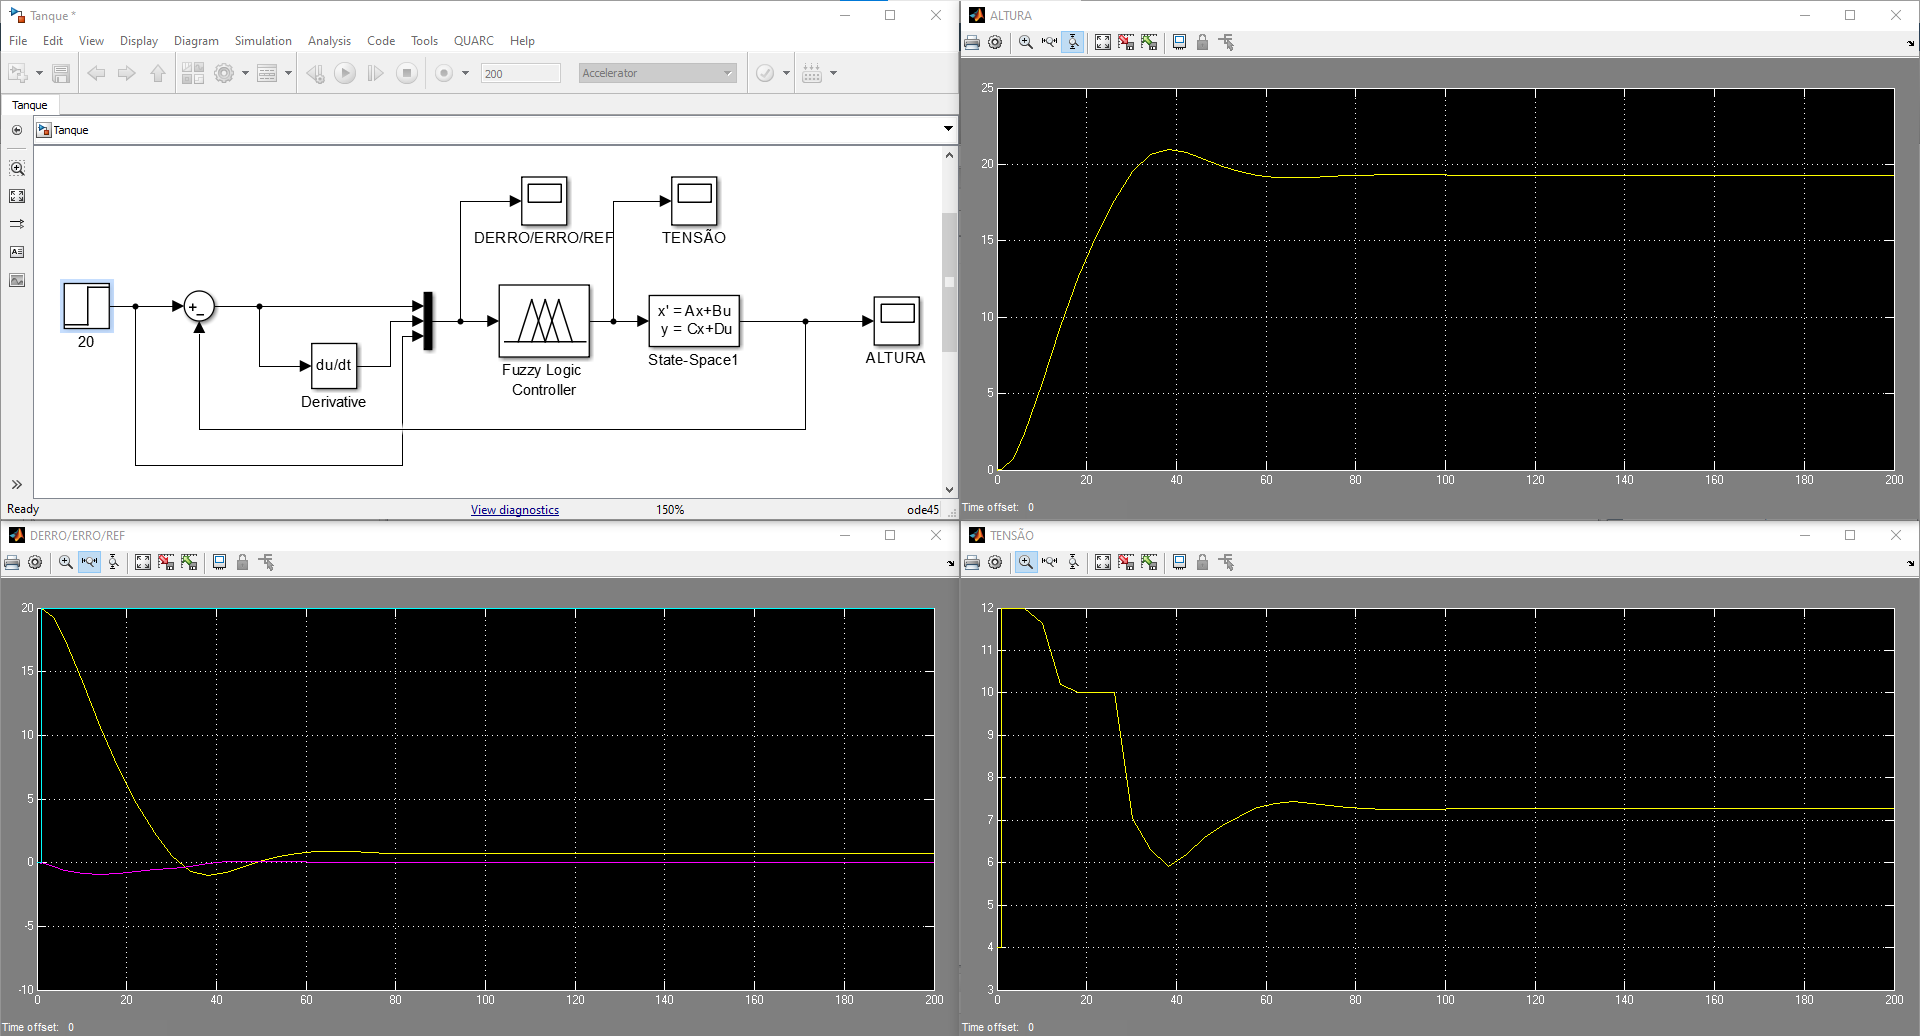 Tanque *
File Edit View Display Diagram Simulation Analysis Code Tools QUARC Help
200 Accelerator
Tanque
Tanque
DERRO/ERRO/REF
TENSÃO
20
+
−
du/dt
Derivative
Fuzzy Logic
Controller
x' = Ax+Bu
y = Cx+Du
State-Space1
ALTURA
Ready View diagnostics 150% ode45
ALTURA
25
20
15
10
5
0
0 20 40 60 80 100 120 140 160 180 200
Time offset: 0
DERRO/ERRO/REF
20
15
10
5
0
-5
-10
0 20 40 60 80 100 120 140 160 180 200
Time offset: 0
TENSÃO
12
11
10
9
8
7
6
5
4
3
0 20 40 60 80 100 120 140 160 180 200
Time offset: 0